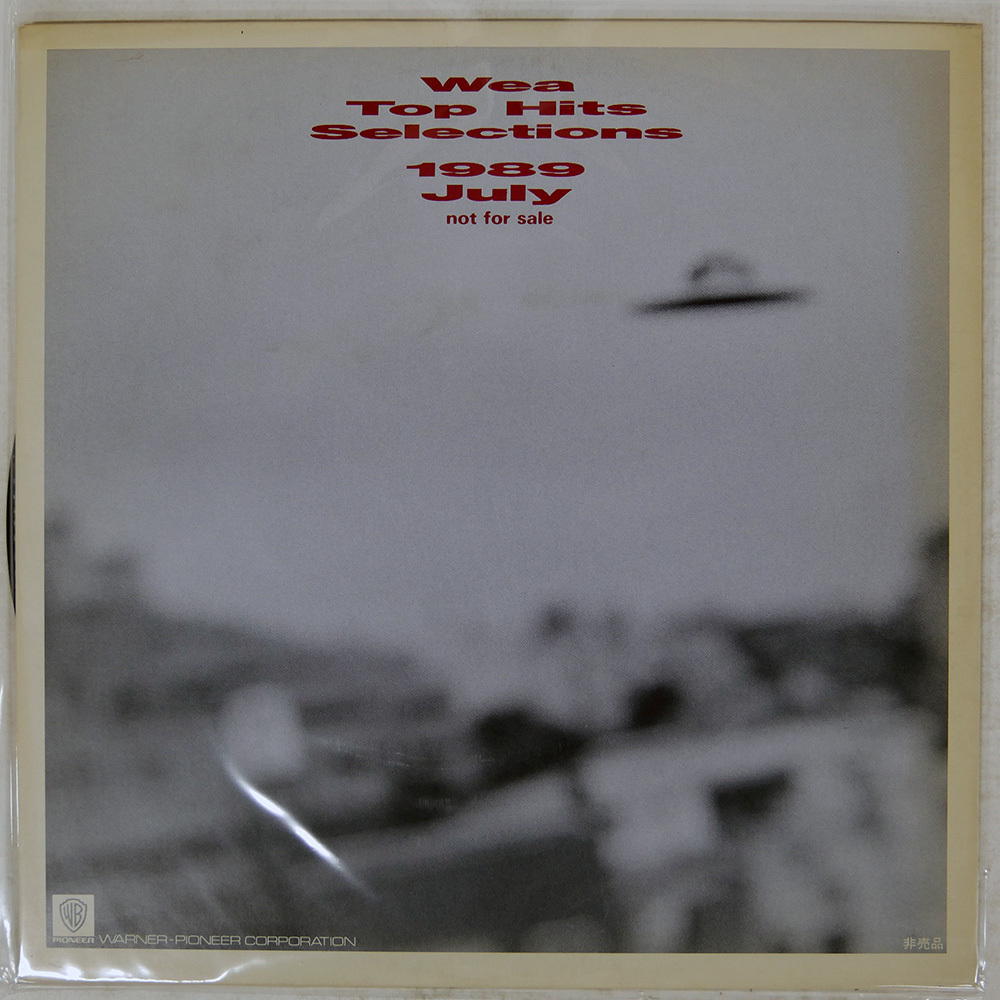 Wea
Top Hits
Selections
1989
July
not for sale
WB
PIONEER WARNER-PIONEER CORPORATION
非売品